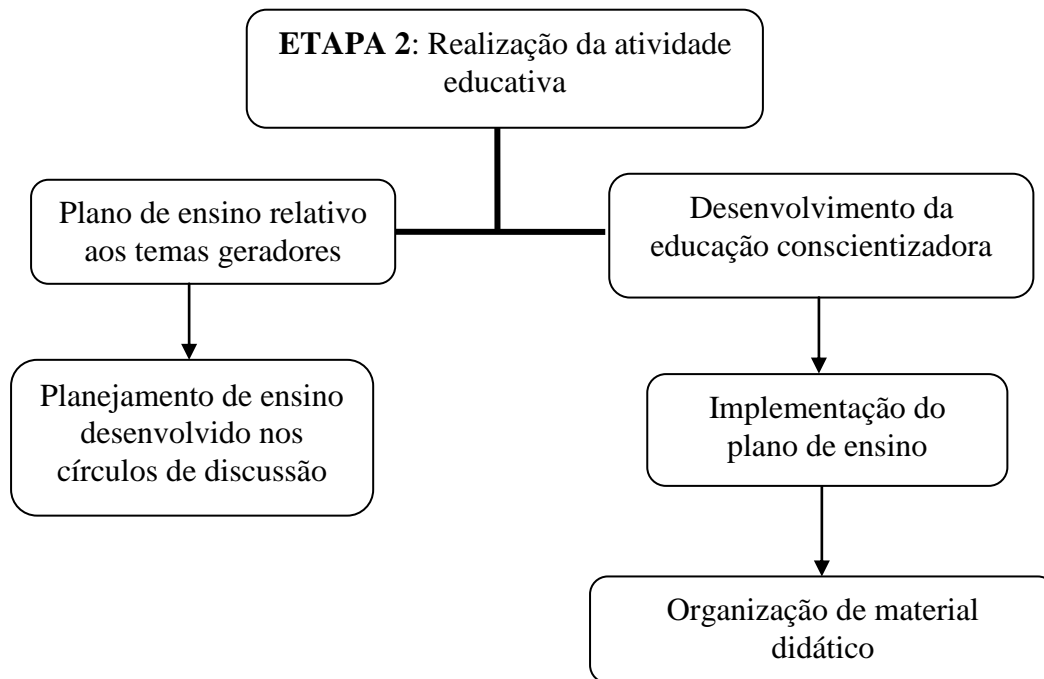 ETAPA 2: Realização da atividade
educativa
Plano de ensino relativo
aos temas geradores
Desenvolvimento da
educação conscientizadora
Planejamento de ensino
desenvolvido nos
círculos de discussão
Implementação do
plano de ensino
Organização de material
didático